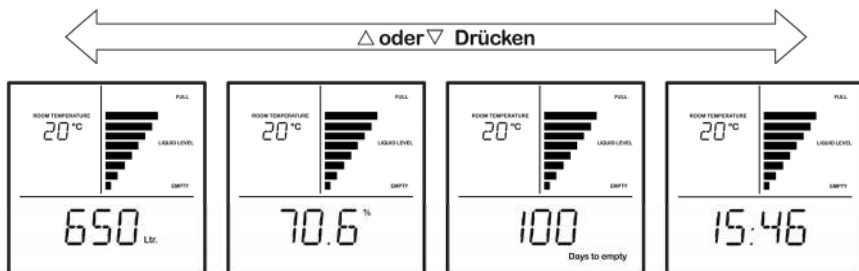 △ oder ▽ Drücken
FULL
ROOM TEMPERATURE
20 °C
LIQUID LEVEL
EMPTY
650 Ltr.
FULL
ROOM TEMPERATURE
20 °C
LIQUID LEVEL
EMPTY
70.6 %
FULL
ROOM TEMPERATURE
20 °C
LIQUID LEVEL
EMPTY
100
Days to empty
FULL
ROOM TEMPERATURE
20 °C
LIQUID LEVEL
EMPTY
15:46